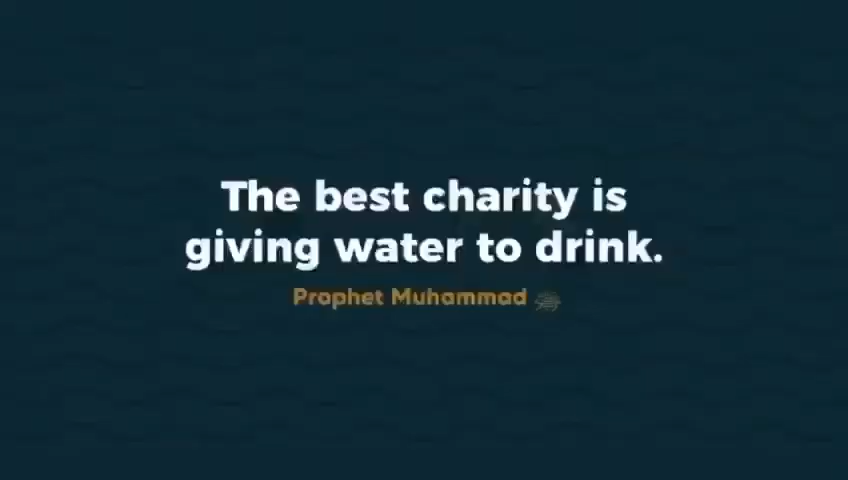 The best charity is
giving water to drink.
Prophet Muhammad ﷺ